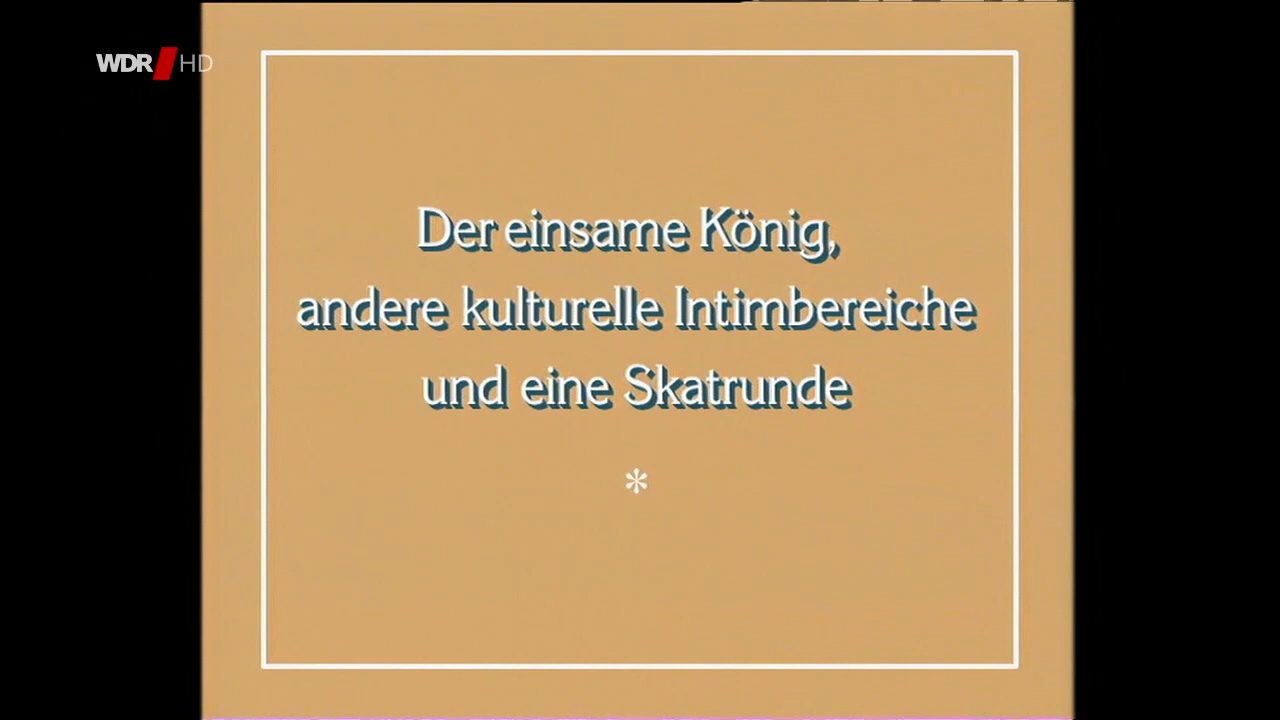 WDR HD
Der einsame König,
andere kulturelle Intimbereiche
und eine Skatrunde
*